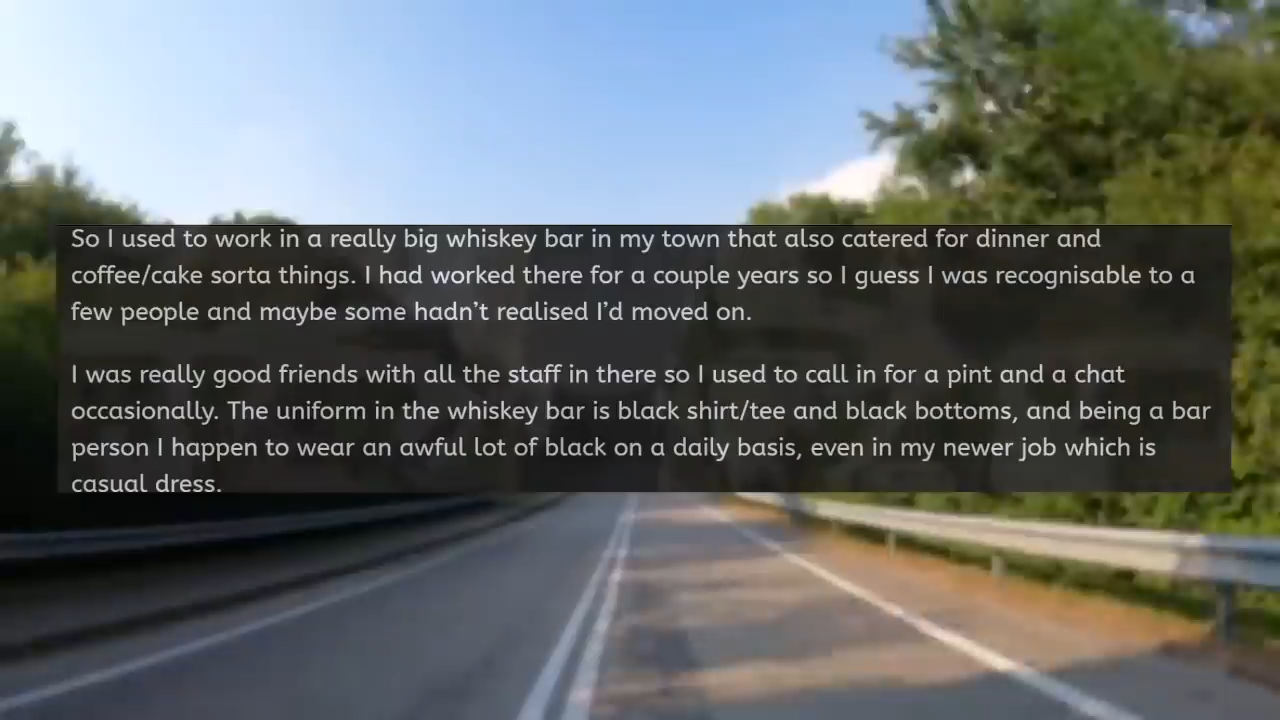 So I used to work in a really big whiskey bar in my town that also catered for dinner and
coffee/cake sorta things. I had worked there for a couple years so I guess I was recognisable to a
few people and maybe some hadn’t realised I’d moved on.
I was really good friends with all the staff in there so I used to call in for a pint and a chat
occasionally. The uniform in the whiskey bar is black shirt/tee and black bottoms, and being a bar
person I happen to wear an awful lot of black on a daily basis, even in my newer job which is
casual dress.